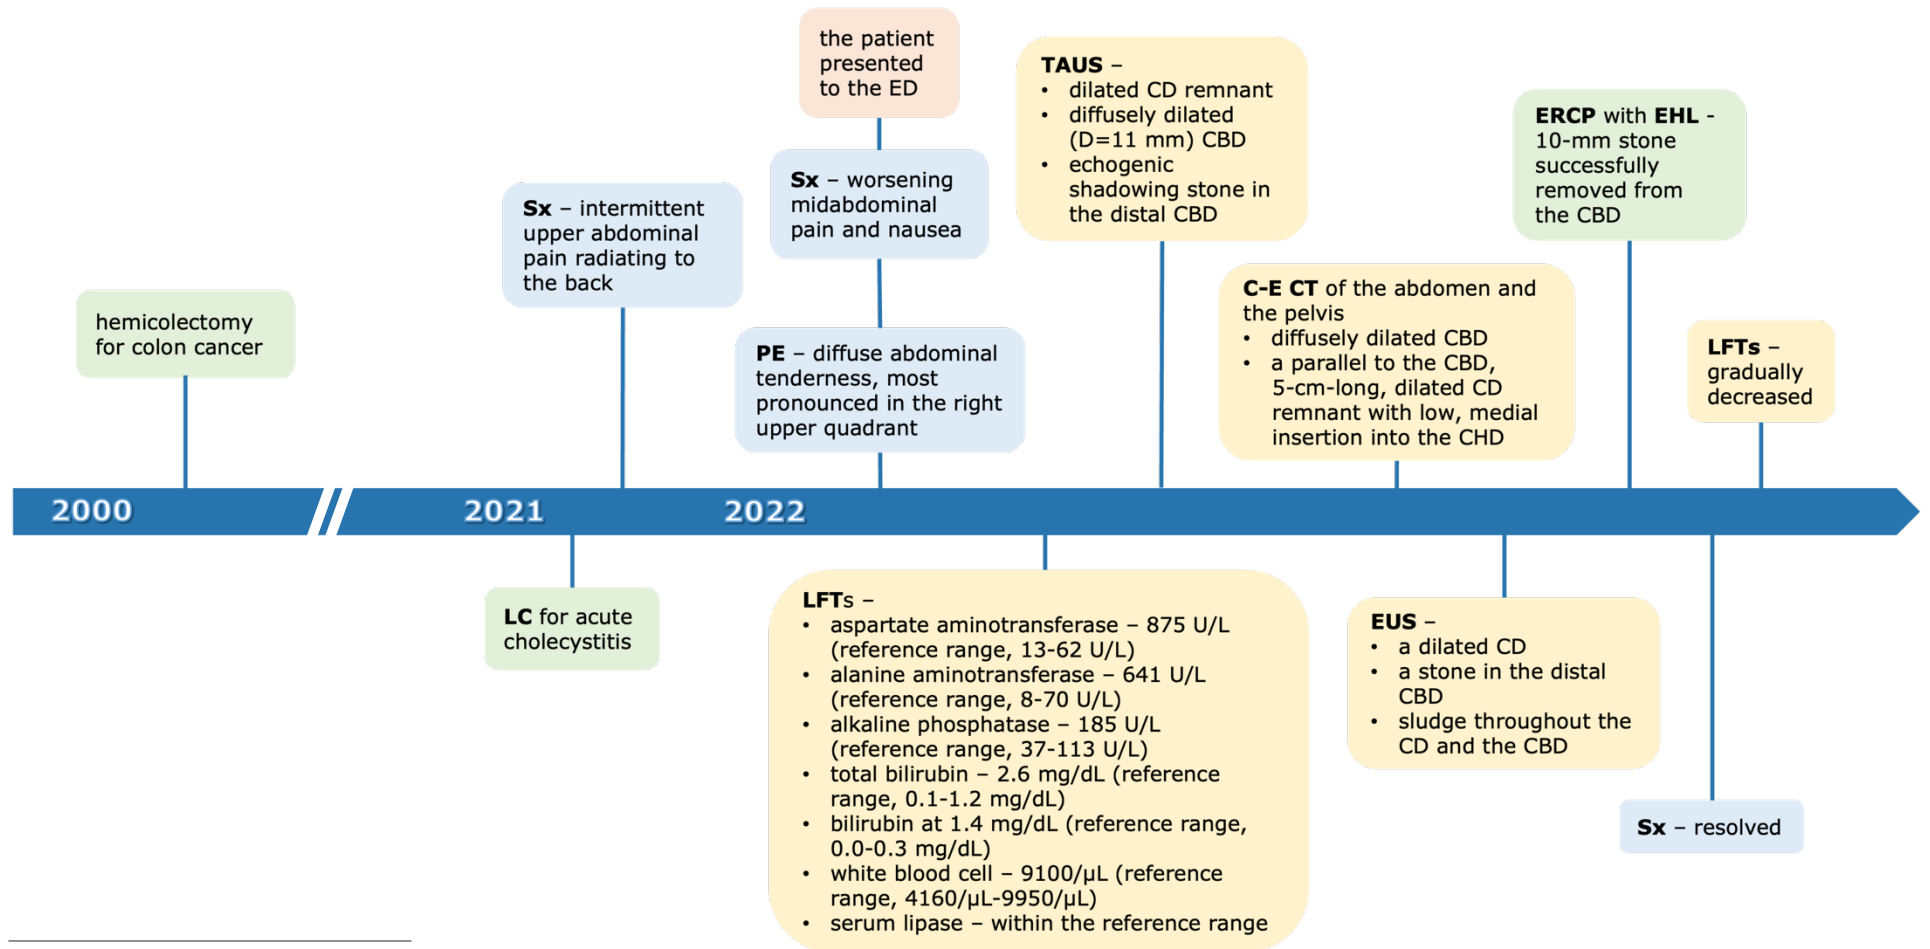 the patient
presented
to the ED
TAUS –
• dilated CD remnant
• diffusely dilated
(D=11 mm) CBD
• echogenic
shadowing stone in
the distal CBD
ERCP with EHL -
10-mm stone
successfully
removed from
the CBD
Sx – worsening
midabdominal
pain and nausea
Sx – intermittent
upper abdominal
pain radiating to
the back
C-E CT of the abdomen and
the pelvis
• diffusely dilated CBD
• a parallel to the CBD,
5-cm-long, dilated CD
remnant with low, medial
insertion into the CHD
hemicolectomy
for colon cancer
PE – diffuse abdominal
tenderness, most
pronounced in the right
upper quadrant
LFTs –
gradually
decreased
2000
2021
2022
LC for acute
cholecystitis
LFTs –
• aspartate aminotransferase – 875 U/L
(reference range, 13-62 U/L)
• alanine aminotransferase – 641 U/L
(reference range, 8-70 U/L)
• alkaline phosphatase – 185 U/L
(reference range, 37-113 U/L)
• total bilirubin – 2.6 mg/dL (reference
range, 0.1-1.2 mg/dL)
• bilirubin at 1.4 mg/dL (reference range,
0.0-0.3 mg/dL)
• white blood cell – 9100/µL (reference
range, 4160/µL-9950/µL)
• serum lipase – within the reference range
EUS –
• a dilated CD
• a stone in the distal
CBD
• sludge throughout the
CD and the CBD
Sx – resolved